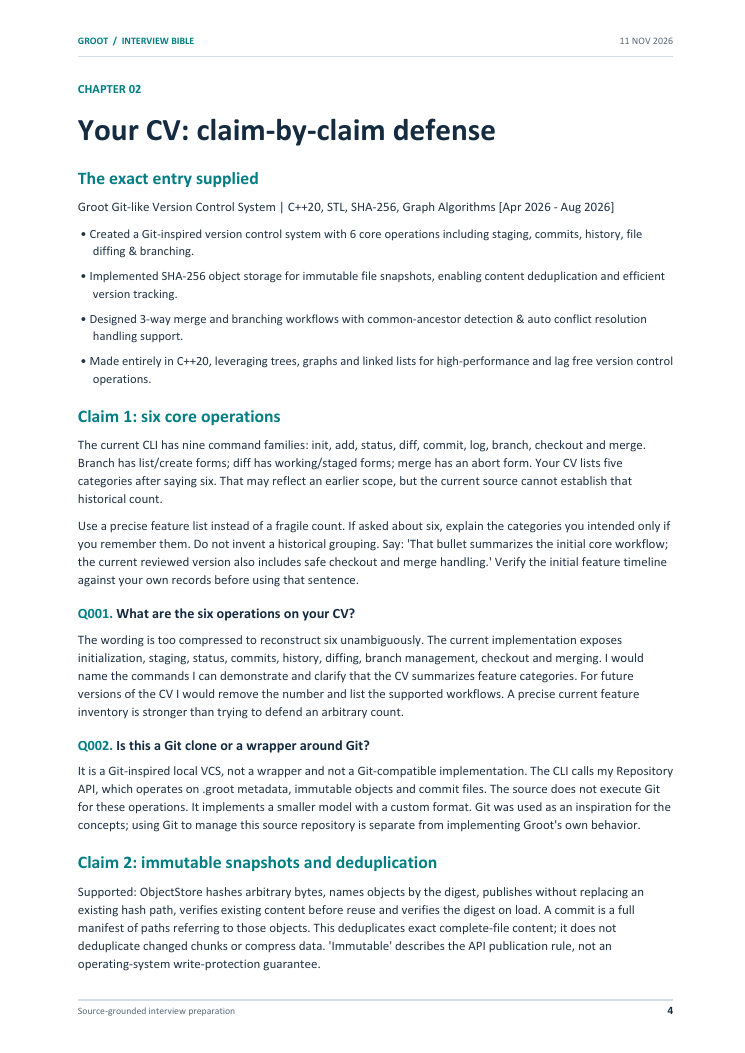 GROOT / INTERVIEW BIBLE
11 NOV 2026
CHAPTER 02
Your CV: claim-by-claim defense
The exact entry supplied
Groot Git-like Version Control System | C++20, STL, SHA-256, Graph Algorithms [Apr 2026 - Aug 2026]
• Created a Git-inspired version control system with 6 core operations including staging, commits, history, file
diffing & branching.
• Implemented SHA-256 object storage for immutable file snapshots, enabling content deduplication and efficient
version tracking.
• Designed 3-way merge and branching workflows with common-ancestor detection & auto conflict resolution
handling support.
• Made entirely in C++20, leveraging trees, graphs and linked lists for high-performance and lag free version control
operations.
Claim 1: six core operations
The current CLI has nine command families: init, add, status, diff, commit, log, branch, checkout and merge.
Branch has list/create forms; diff has working/staged forms; merge has an abort form. Your CV lists five
categories after saying six. That may reflect an earlier scope, but the current source cannot establish that
historical count.
Use a precise feature list instead of a fragile count. If asked about six, explain the categories you intended only if
you remember them. Do not invent a historical grouping. Say: 'That bullet summarizes the initial core workflow;
the current reviewed version also includes safe checkout and merge handling.' Verify the initial feature timeline
against your own records before using that sentence.
Q001. What are the six operations on your CV?
The wording is too compressed to reconstruct six unambiguously. The current implementation exposes
initialization, staging, status, commits, history, diffing, branch management, checkout and merging. I would
name the commands I can demonstrate and clarify that the CV summarizes feature categories. For future
versions of the CV I would remove the number and list the supported workflows. A precise current feature
inventory is stronger than trying to defend an arbitrary count.
Q002. Is this a Git clone or a wrapper around Git?
It is a Git-inspired local VCS, not a wrapper and not a Git-compatible implementation. The CLI calls my Repository
API, which operates on .groot metadata, immutable objects and commit files. The source does not execute Git
for these operations. It implements a smaller model with a custom format. Git was used as an inspiration for the
concepts; using Git to manage this source repository is separate from implementing Groot's own behavior.
Claim 2: immutable snapshots and deduplication
Supported: ObjectStore hashes arbitrary bytes, names objects by the digest, publishes without replacing an
existing hash path, verifies existing content before reuse and verifies the digest on load. A commit is a full
manifest of paths referring to those objects. This deduplicates exact complete-file content; it does not
deduplicate changed chunks or compress data. 'Immutable' describes the API publication rule, not an
operating-system write-protection guarantee.
Source-grounded interview preparation
4